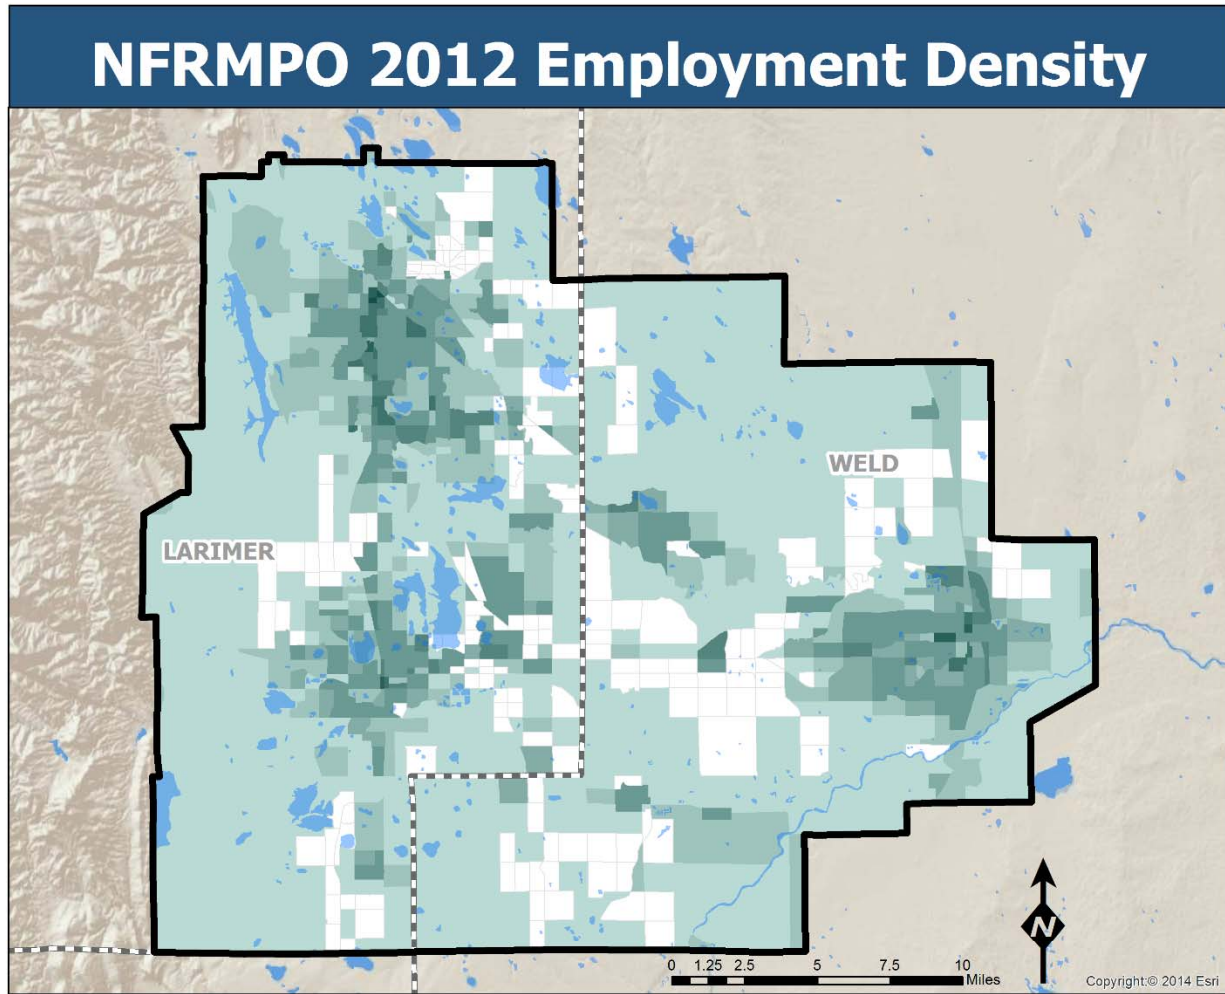 NFRMPO 2012 Employment Density
WELD
LARIMER
N
0 1.25 2.5 5 7.5 10
Miles
Copyright:© 2014 Esri